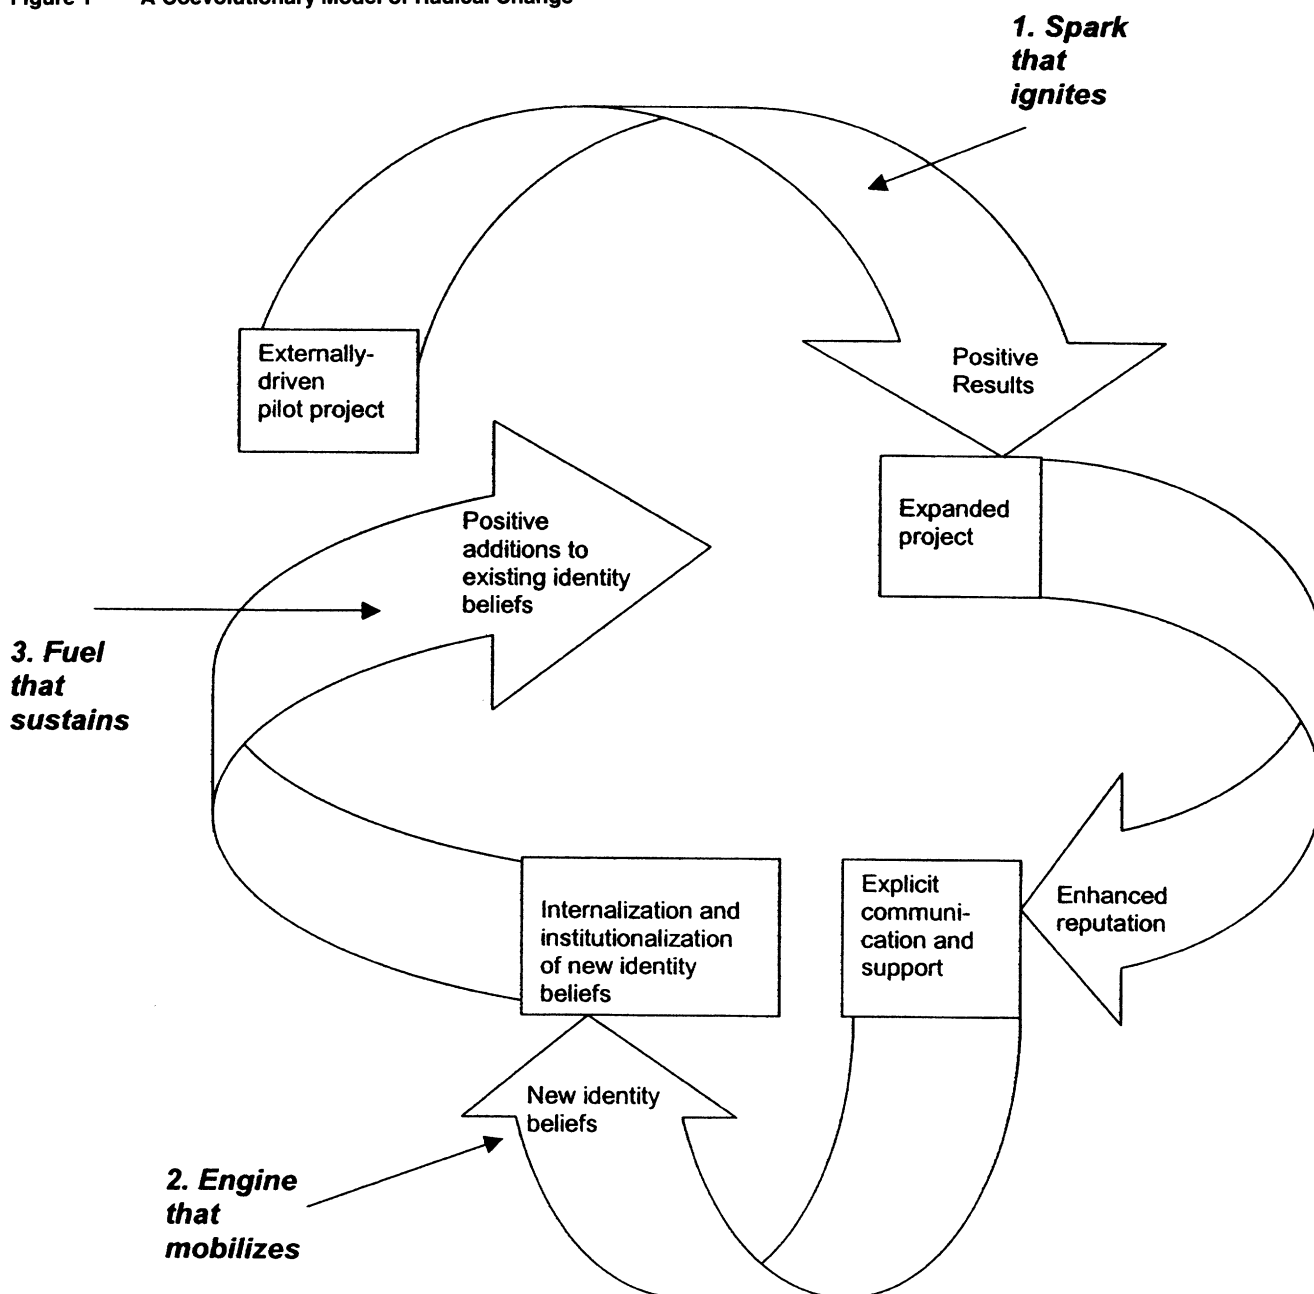 Figure 1 A Coevolutionary Model of Radical Change
1. Spark
that
ignites
Externally-
driven
pilot project
Positive
Results
Positive
additions to
existing identity
beliefs
Expanded
project
3. Fuel
that
sustains
Internalization and
institutionalization
of new identity
beliefs
Explicit
communi-
cation and
support
Enhanced
reputation
New identity
beliefs
2. Engine
that
mobilizes